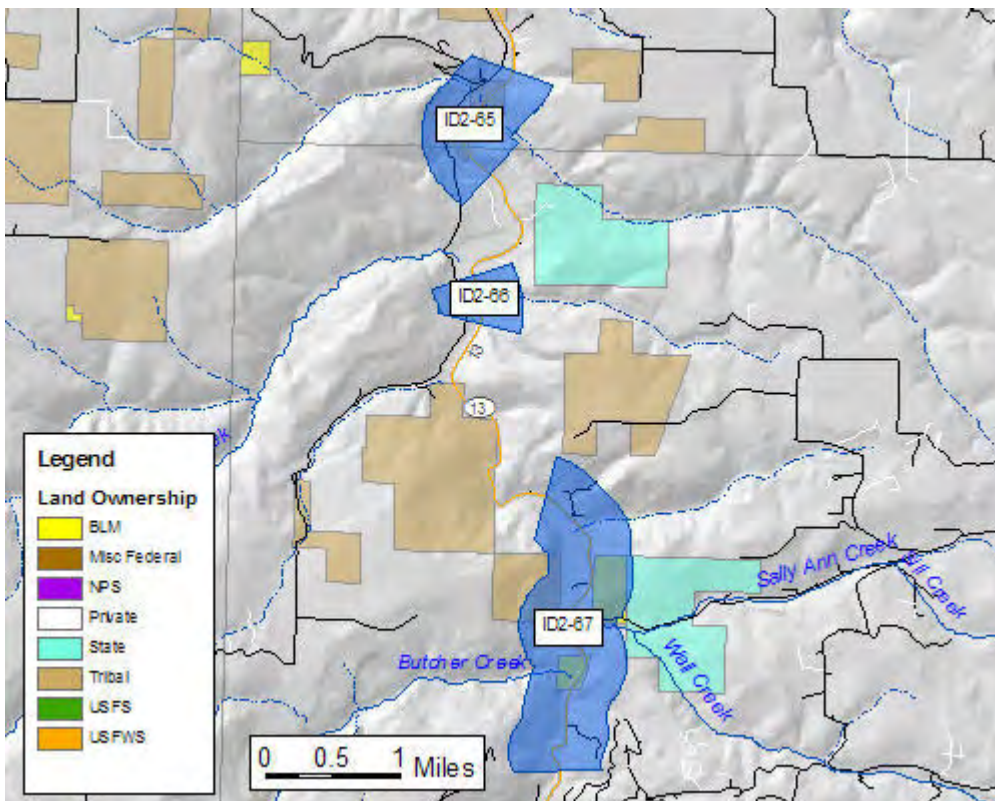 ID2-65
ID2-66
13
Legend
Land Ownership
BLM
Misc Federal
NPS
Private
State
Tribal
USFS
USFWS
Sally Ann Creek
ID2-67
Butcher Creek
Wall Creek
Creek
0 0.5 1 Miles